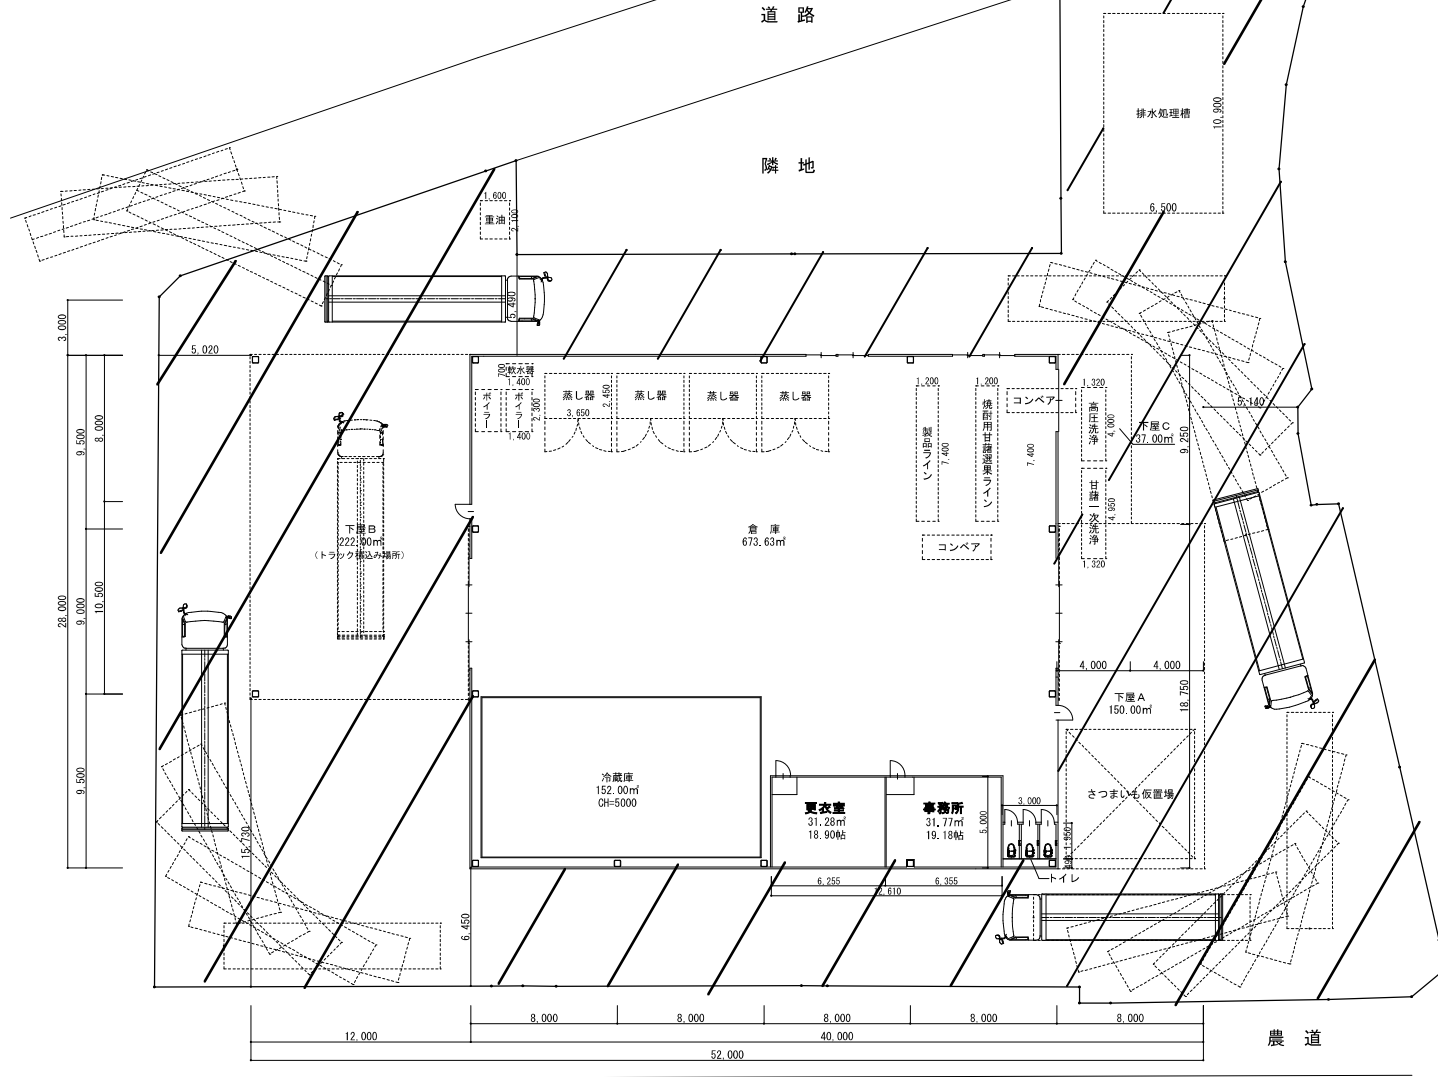 道 路
隣 地
排水処理槽
10,900
6,500
1,600
重油
2,100
5,490
3,000
5,020
9,500
8,000
28,000
9,000
10,500
9,500
700
軟水器
1,400
ボイラー
ボイラー
2,300
1,400
蒸し器
2,450
3,650
蒸し器
蒸し器
蒸し器
1,200
製品ライン
7,400
1,200
焼酎用甘藷選果ライン
7,400
コンベアー
コンベア
1,320
高圧洗浄
4,000
甘藷一次洗浄
4,950
1,320
下屋C
37.00㎡
9,250
5,140
下屋B
222.00㎡
(トラック積込み場所)
倉 庫
673.63㎡
4,000
4,000
下屋A
150.00㎡
18,750
さつまいも仮置場
冷蔵庫
152.00㎡
CH=5000
更衣室
31.28㎡
18.90帖
事務所
31.77㎡
19.18帖
5,000
3,000
1,550
トイレ
6,255
6,355
12,610
15,730
6,450
8,000
8,000
8,000
8,000
8,000
12,000
40,000
52,000
農 道